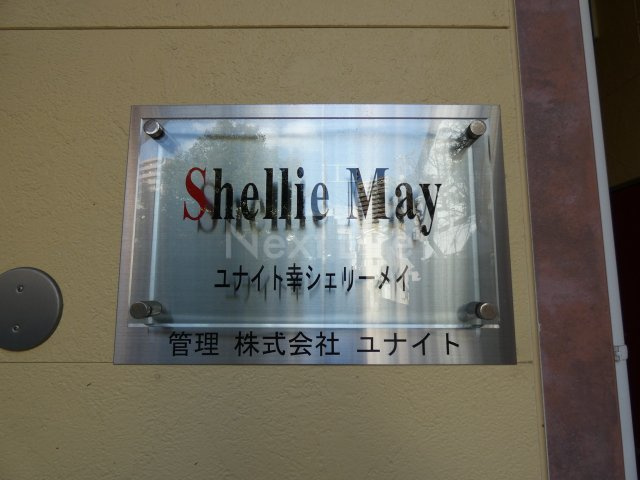 Shellie May
ユナイト幸シェリーメイ
管理 株式会社 ユナイト